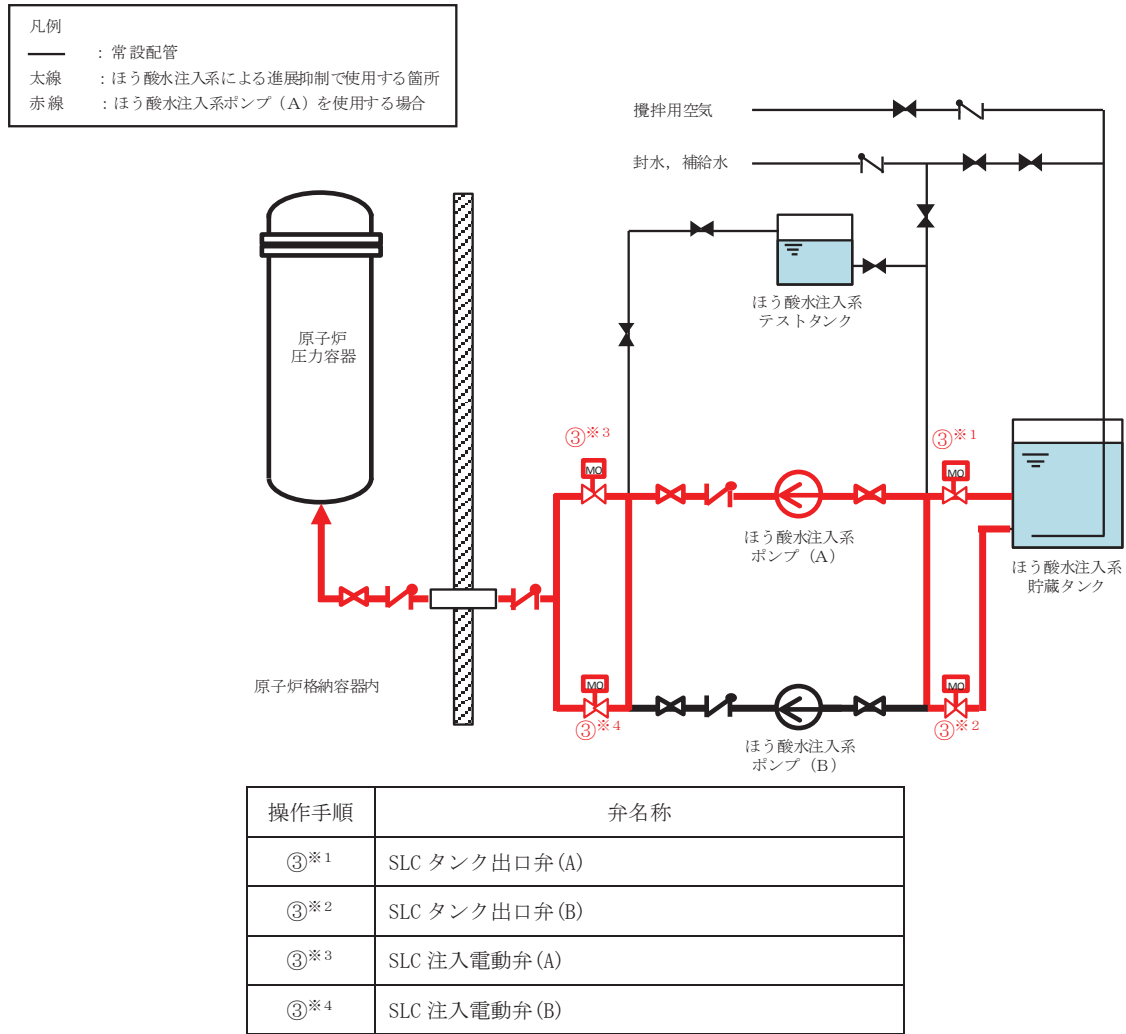 凡例
: 常設配管
太線 : ほう酸水注入系による進展抑制で使用する箇所
赤線 : ほう酸水注入系ポンプ（A）を使用する場合
攪拌用空気
封水，補給水
ほう酸水注入系
テストタンク
原子炉
圧力容器
③※3
③※1
MO
MO
ほう酸水注入系
ポンプ（A）
ほう酸水注入系
貯蔵タンク
原子炉格納容器内
MO
MO
③※4
③※2
ほう酸水注入系
ポンプ（B）
操作手順 弁名称
③※1 SLC タンク出口弁(A)
③※2 SLC タンク出口弁(B)
③※3 SLC 注入電動弁(A)
③※4 SLC 注入電動弁(B)